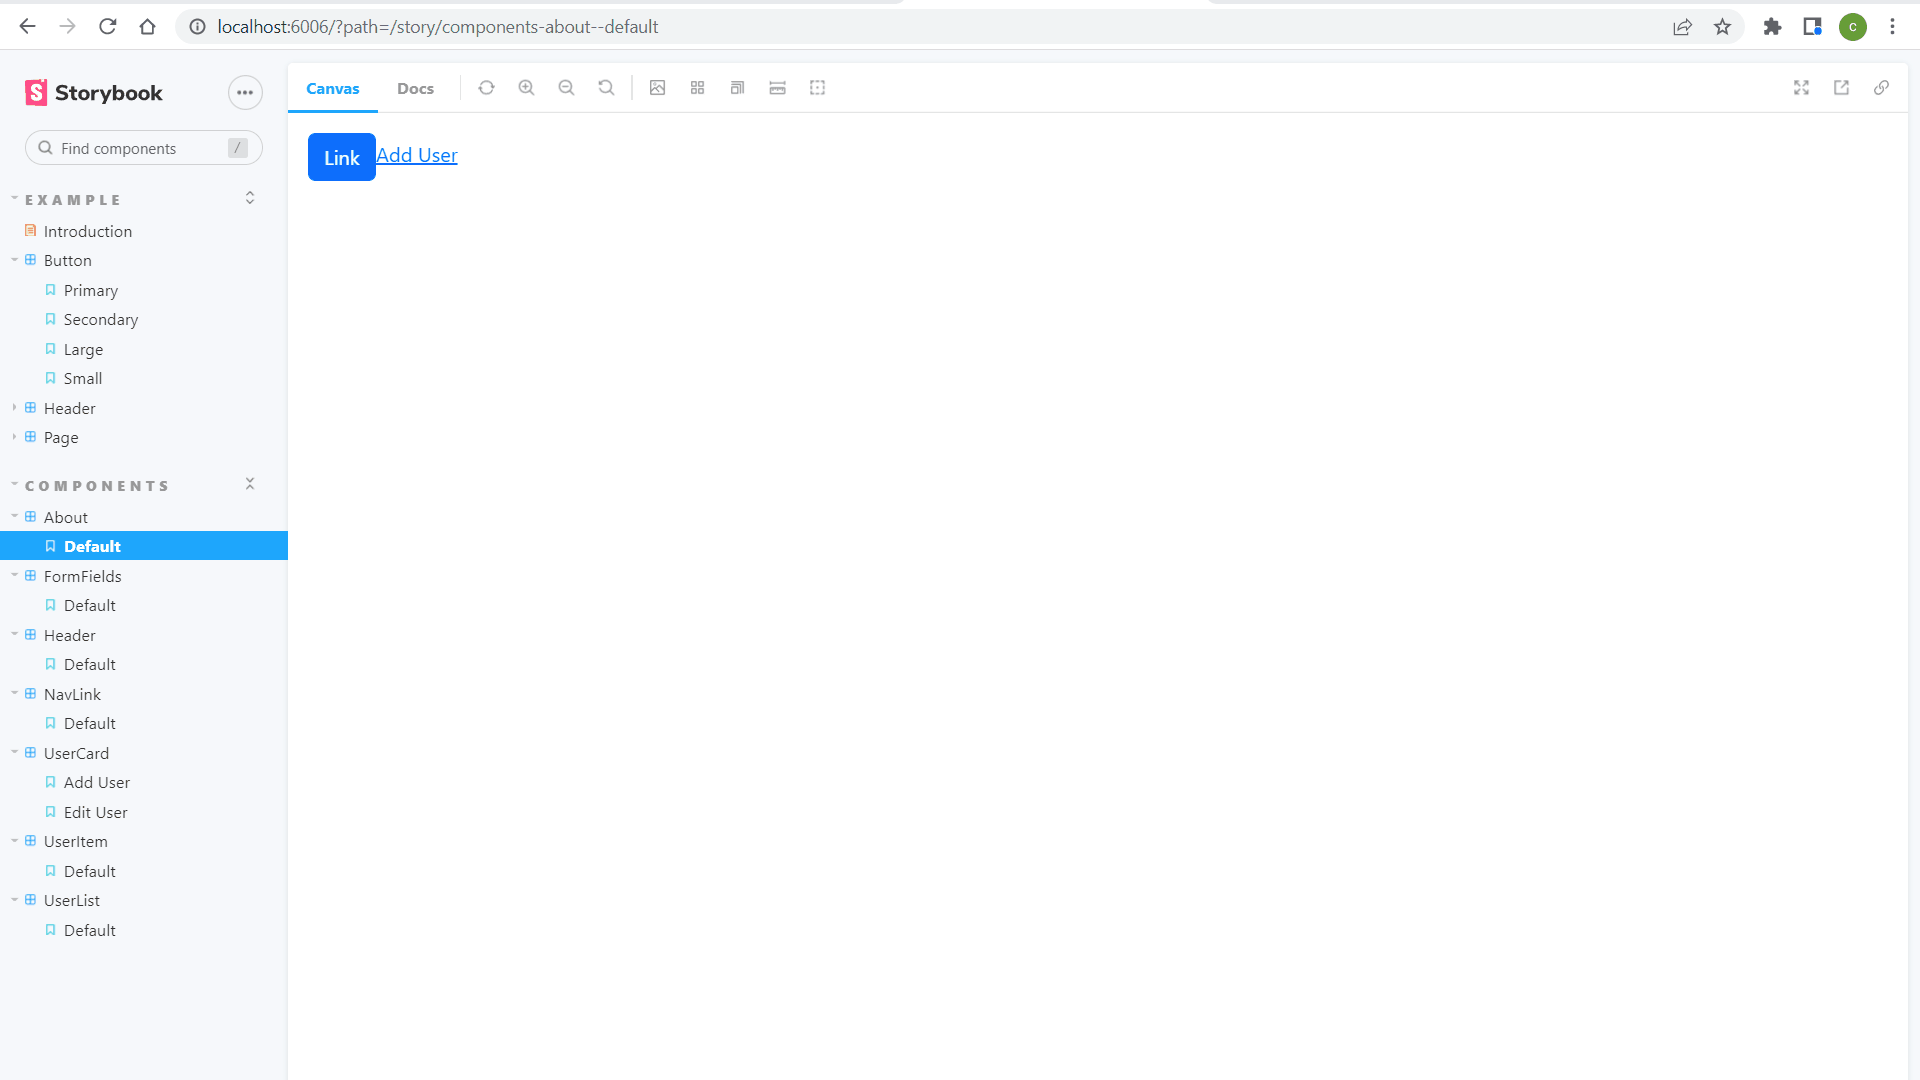 localhost:6006/?path=/story/components-about--default
C
S Storybook
Find components /
EXAMPLE
Introduction
Button
Primary
Secondary
Large
Small
Header
Page
COMPONENTS
About
Default
FormFields
Default
Header
Default
NavLink
Default
UserCard
Add User
Edit User
UserItem
Default
UserList
Default
Canvas Docs
Link Add User